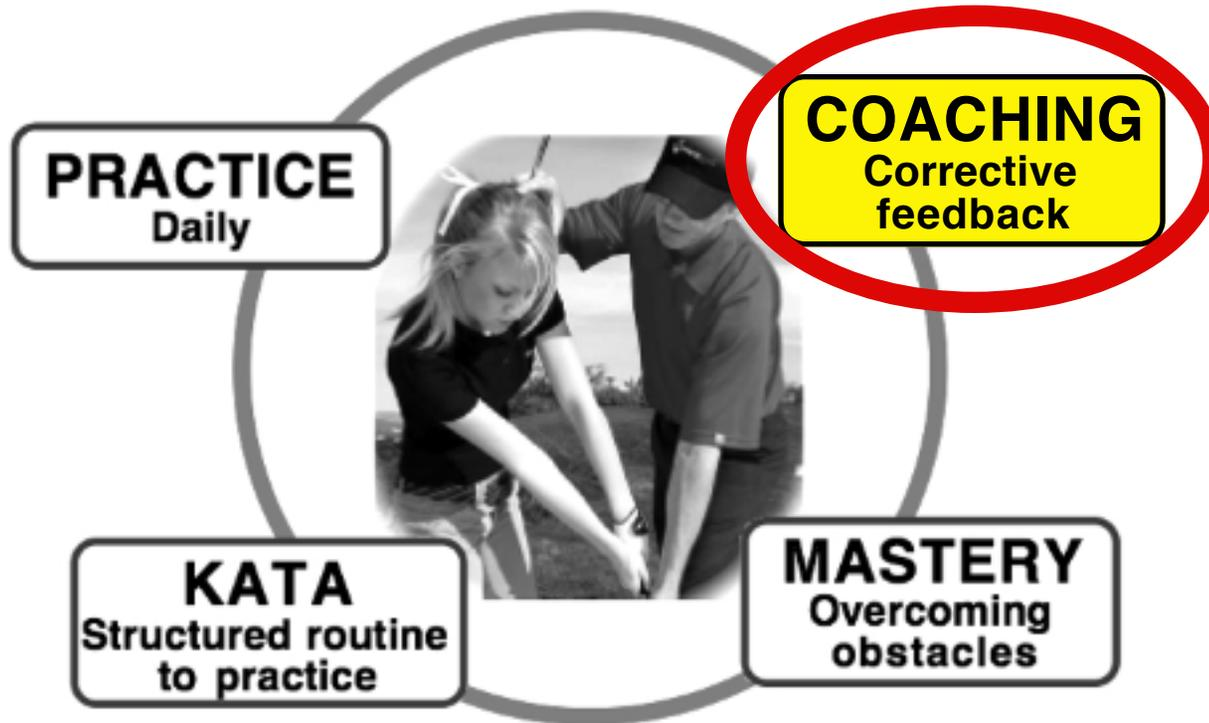 PRACTICE
Daily
COACHING
Corrective
feedback
KATA
Structured routine
to practice
MASTERY
Overcoming
obstacles